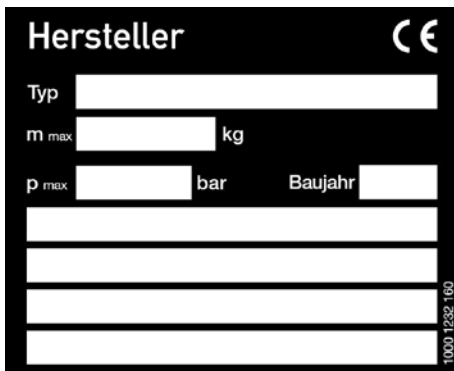 Hersteller CE
Typ
m max kg
p max bar Baujahr
1000 1232 160